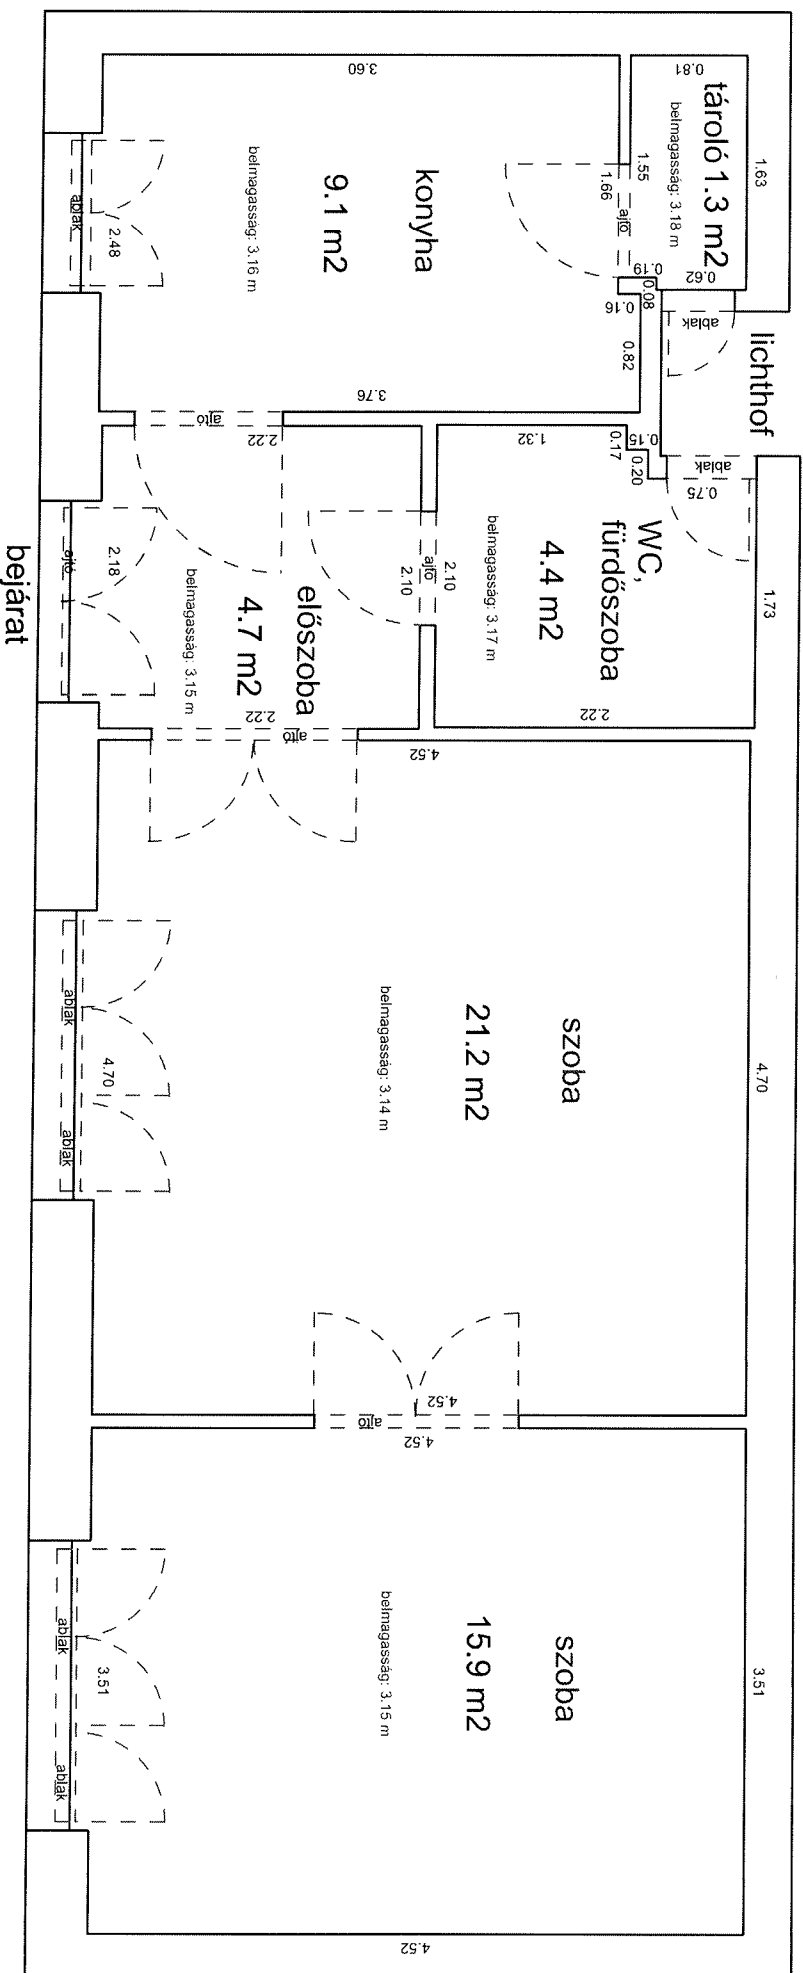 tároló 1.3 m2
belmagasság: 3.18 m
0.81
1.63
1.55
0.62
0.19
0.08
0.16
0.82
ajtó
1.66
konyha
9.1 m2
belmagasság: 3.16 m
3.60
2.48
ablak
3.76
ajtó
2.22
lichthof
ablak
ablak
0.75
0.15
0.17
0.20
1.32
WC,
fürdőszoba
4.4 m2
belmagasság: 3.17 m
1.73
2.22
2.10
ajtó
2.10
előszoba
4.7 m2
belmagasság: 3.15 m
2.18
ajtó
2.22
ajtó
bejárat
4.52
szoba
21.2 m2
belmagasság: 3.14 m
4.70
4.70
ablak
ablak
4.52
ajtó
4.52
szoba
15.9 m2
belmagasság: 3.15 m
3.51
3.51
ablak
ablak
4.52